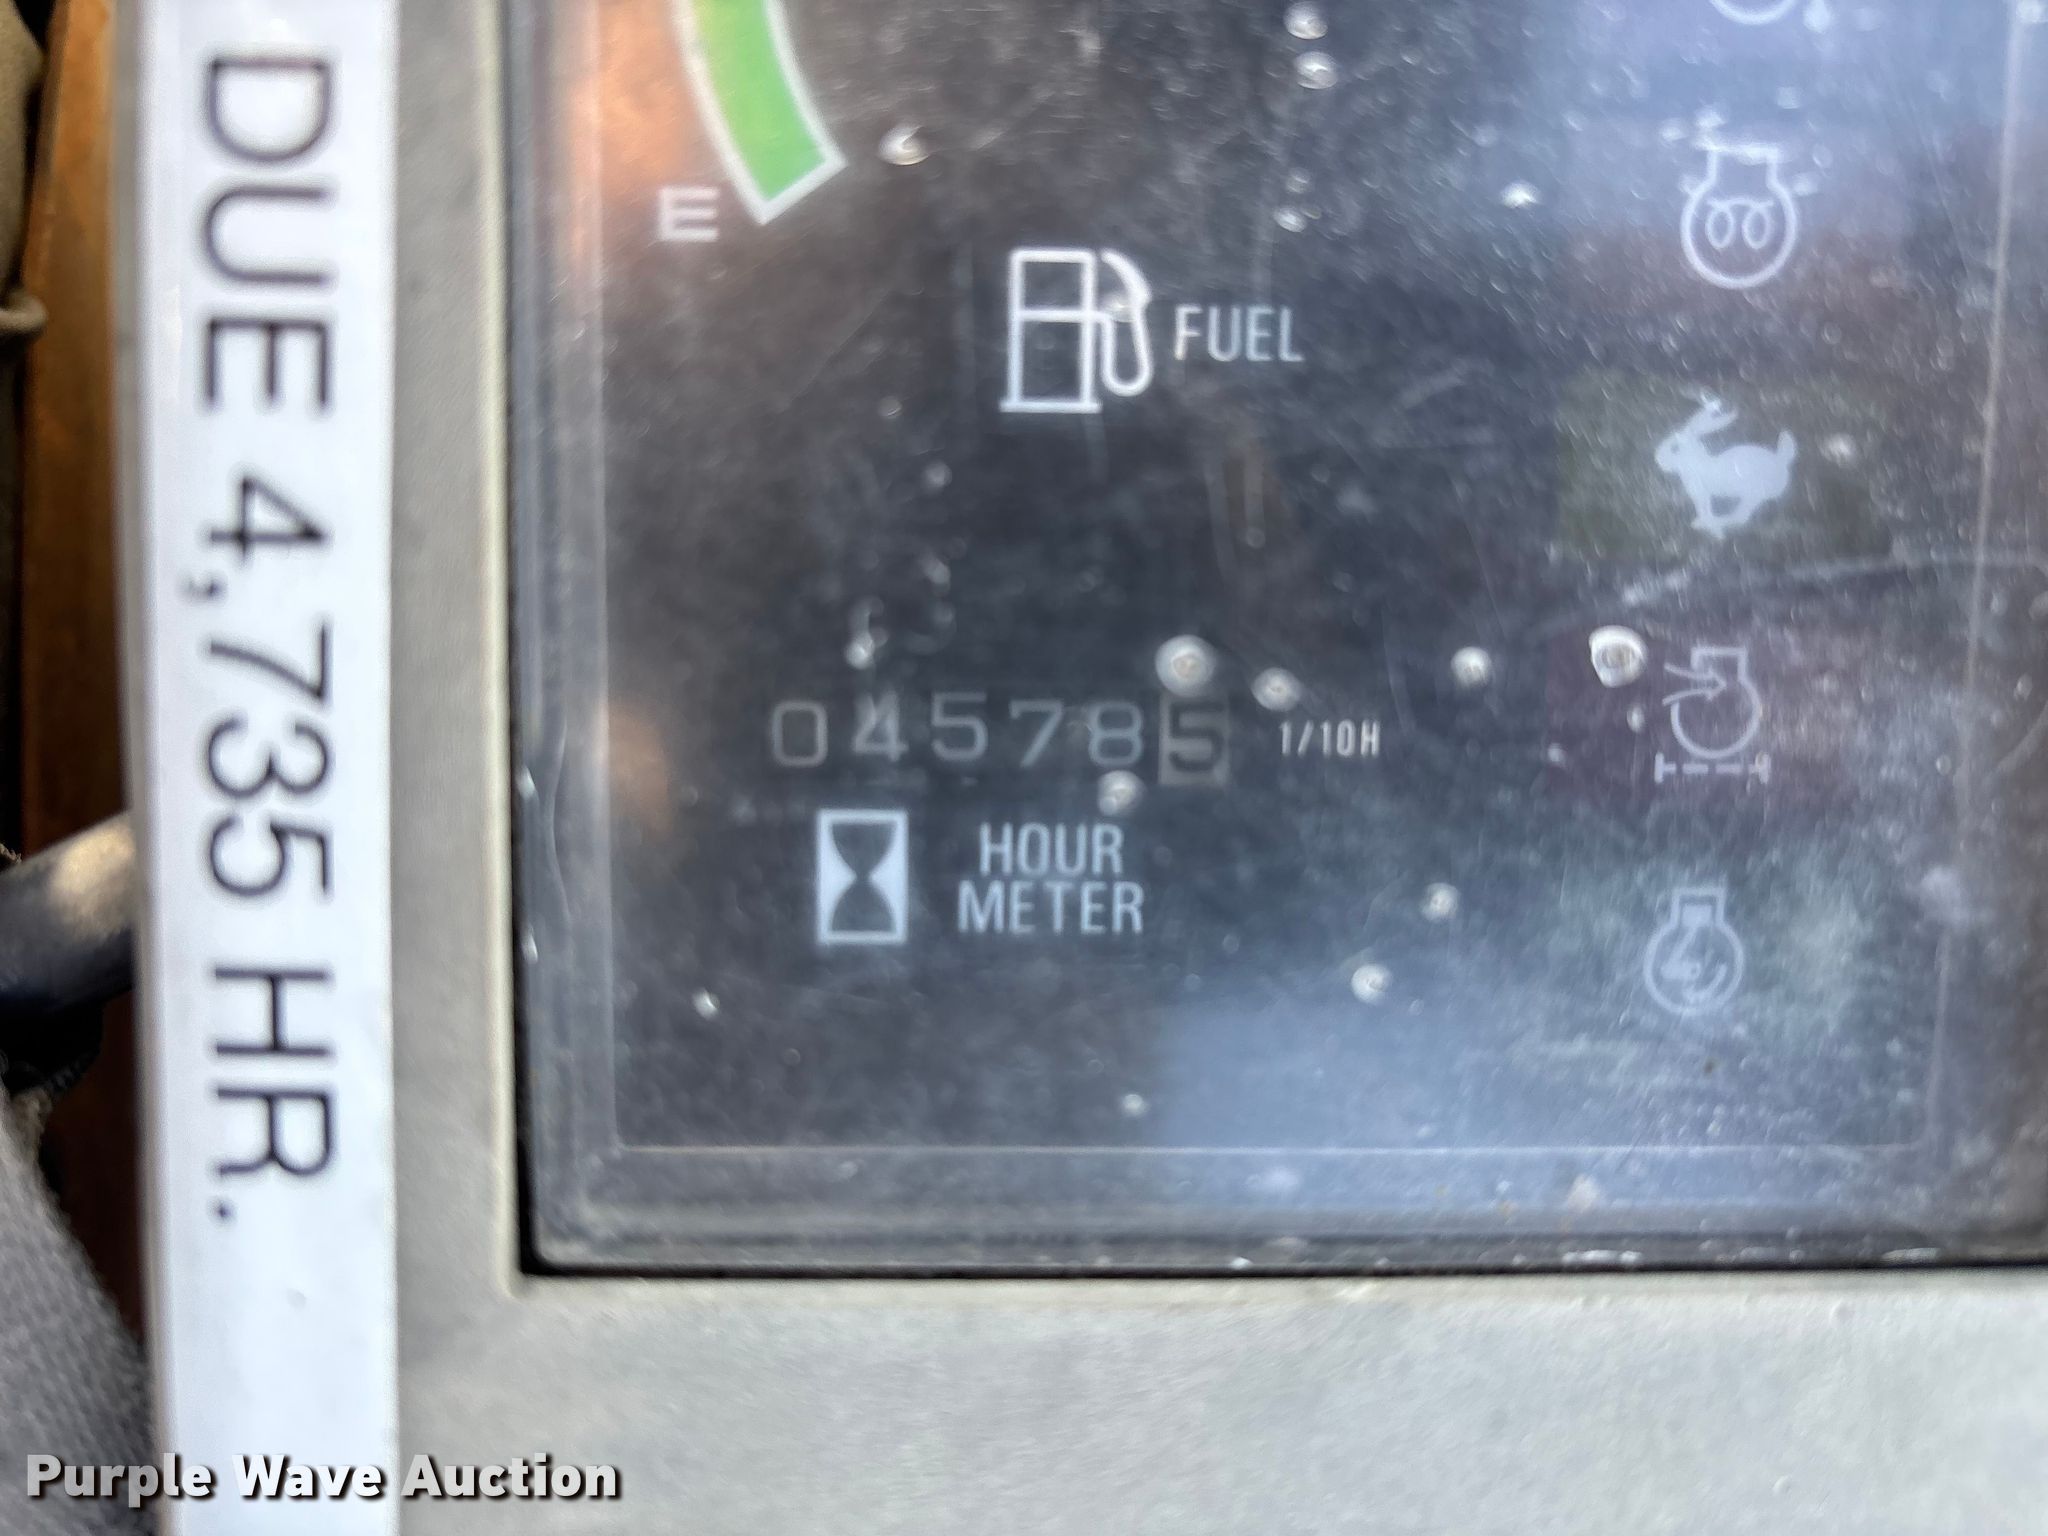 DUE 4,735 HR.
E
FUEL
045785 1/10H
HOUR
METER
Purple Wave Auction